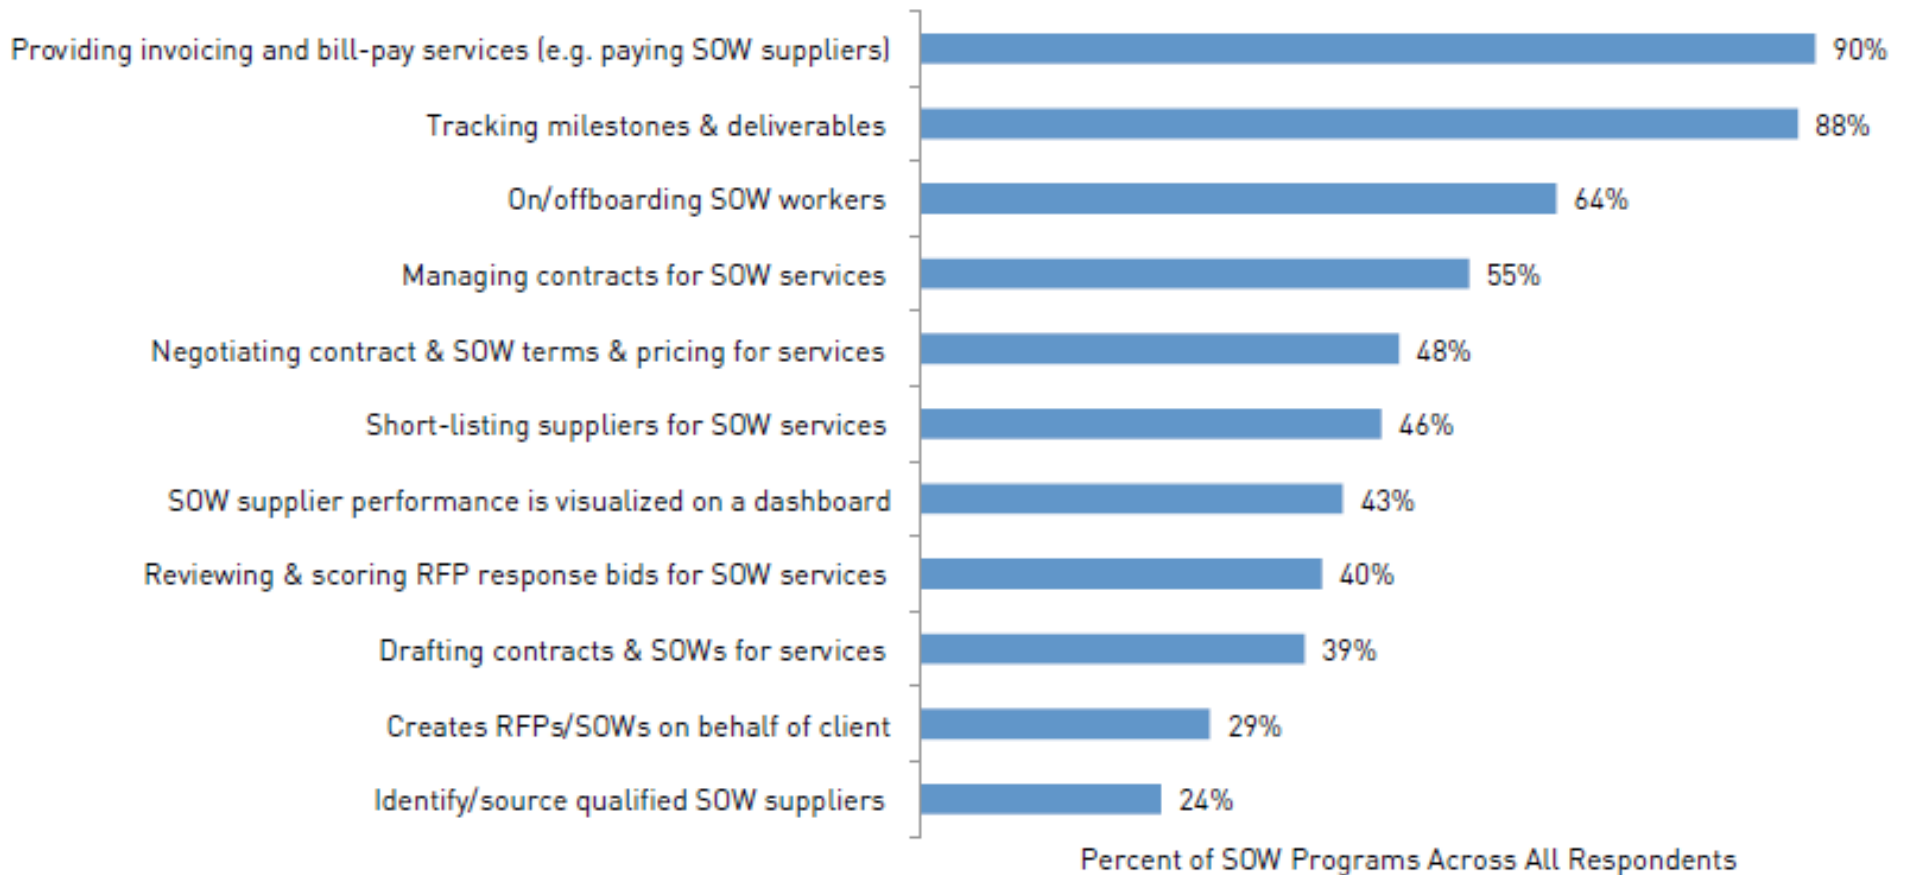 Providing invoicing and bill-pay services (e.g. paying SOW suppliers) 90%
Tracking milestones & deliverables 88%
On/offboarding SOW workers 64%
Managing contracts for SOW services 55%
Negotiating contract & SOW terms & pricing for services 48%
Short-listing suppliers for SOW services 46%
SOW supplier performance is visualized on a dashboard 43%
Reviewing & scoring RFP response bids for SOW services 40%
Drafting contracts & SOWs for services 39%
Creates RFPs/SOWs on behalf of client 29%
Identify/source qualified SOW suppliers 24%
Percent of SOW Programs Across All Respondents